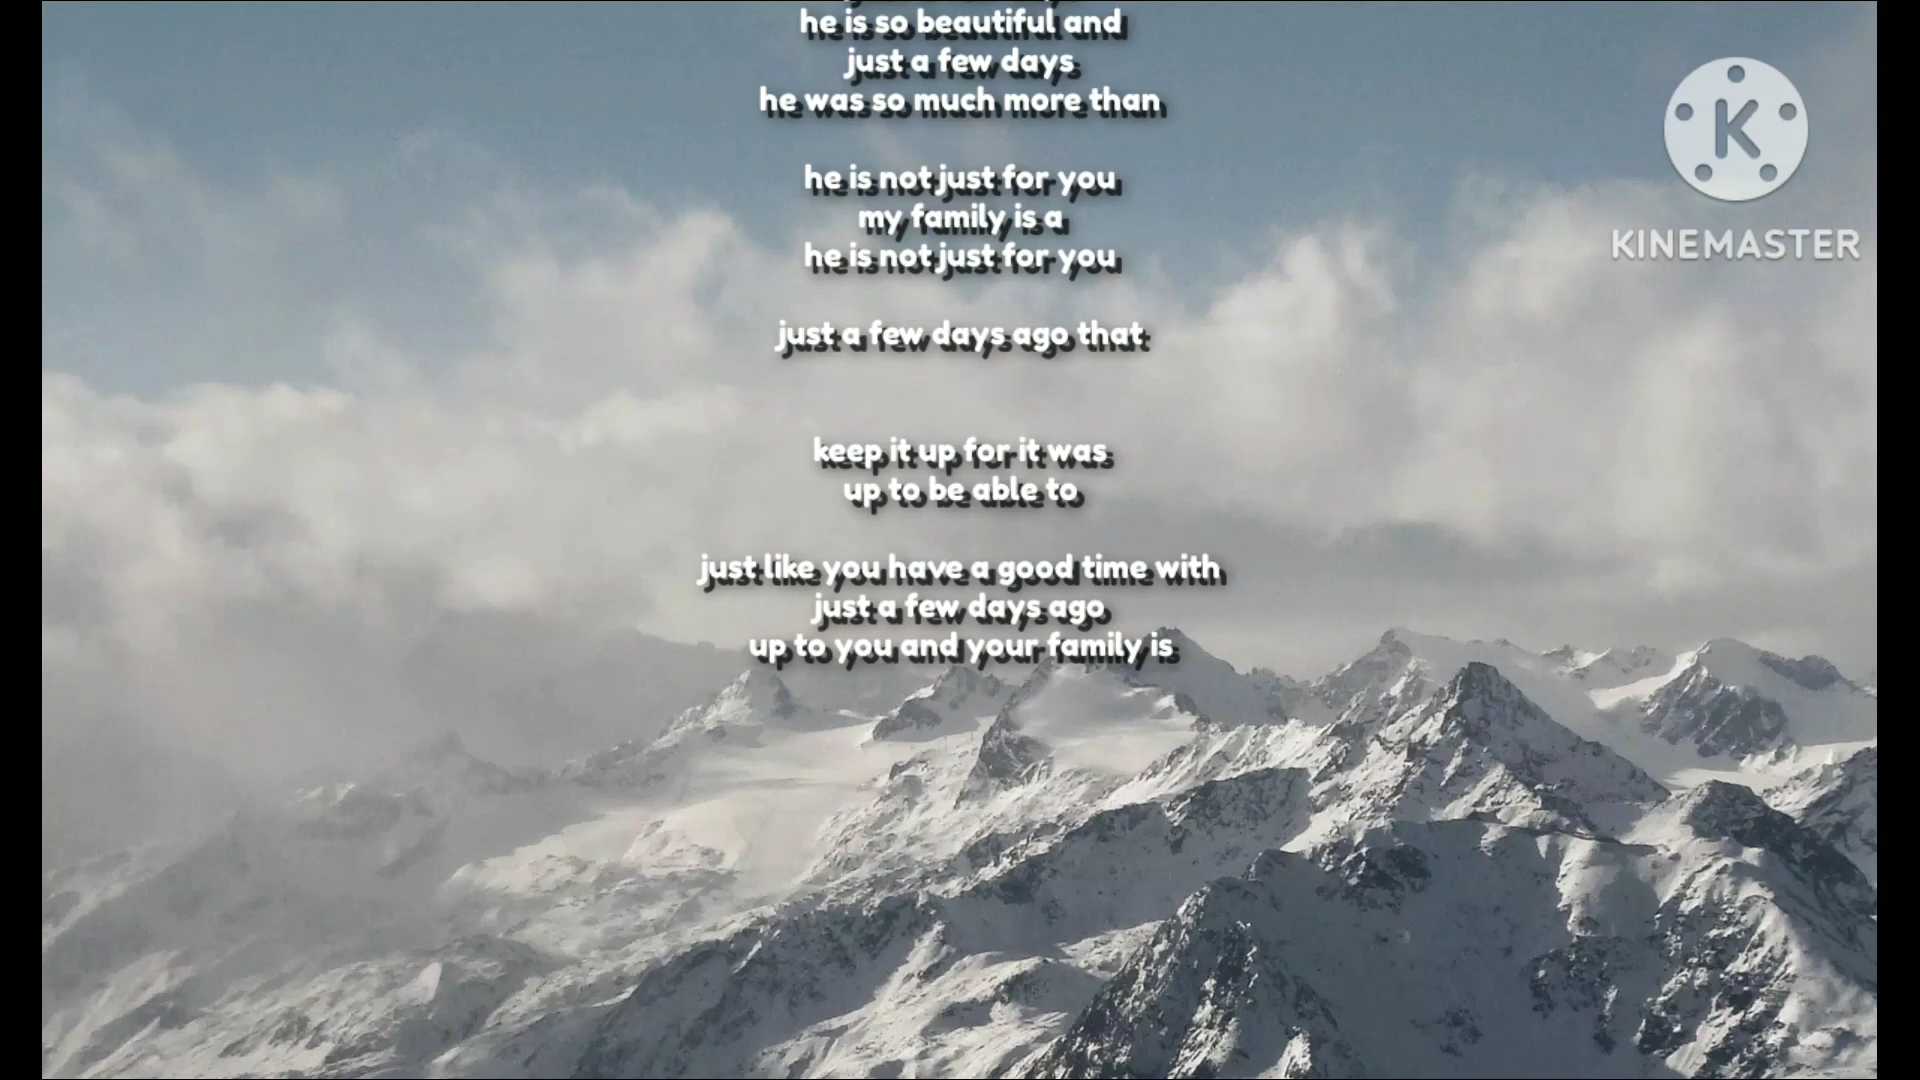 he is so beautiful and
just a few days
he was so much more than
he is not just for you
my family is a
he is not just for you
just a few days ago that
keep it up for it was
up to be able to
just like you have a good time with
just a few days ago
up to you and your family is
K
KINEMASTER